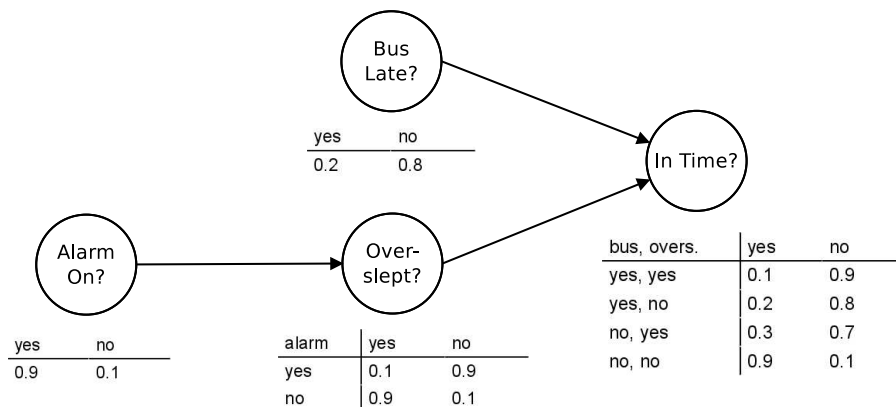 Bus
Late?
yes no
0.2 0.8
In Time?
Alarm
On?
yes no
0.9 0.1
Over-
slept?
alarm yes no
yes 0.1 0.9
no 0.9 0.1
bus, overs. yes no
yes, yes 0.1 0.9
yes, no 0.2 0.8
no, yes 0.3 0.7
no, no 0.9 0.1